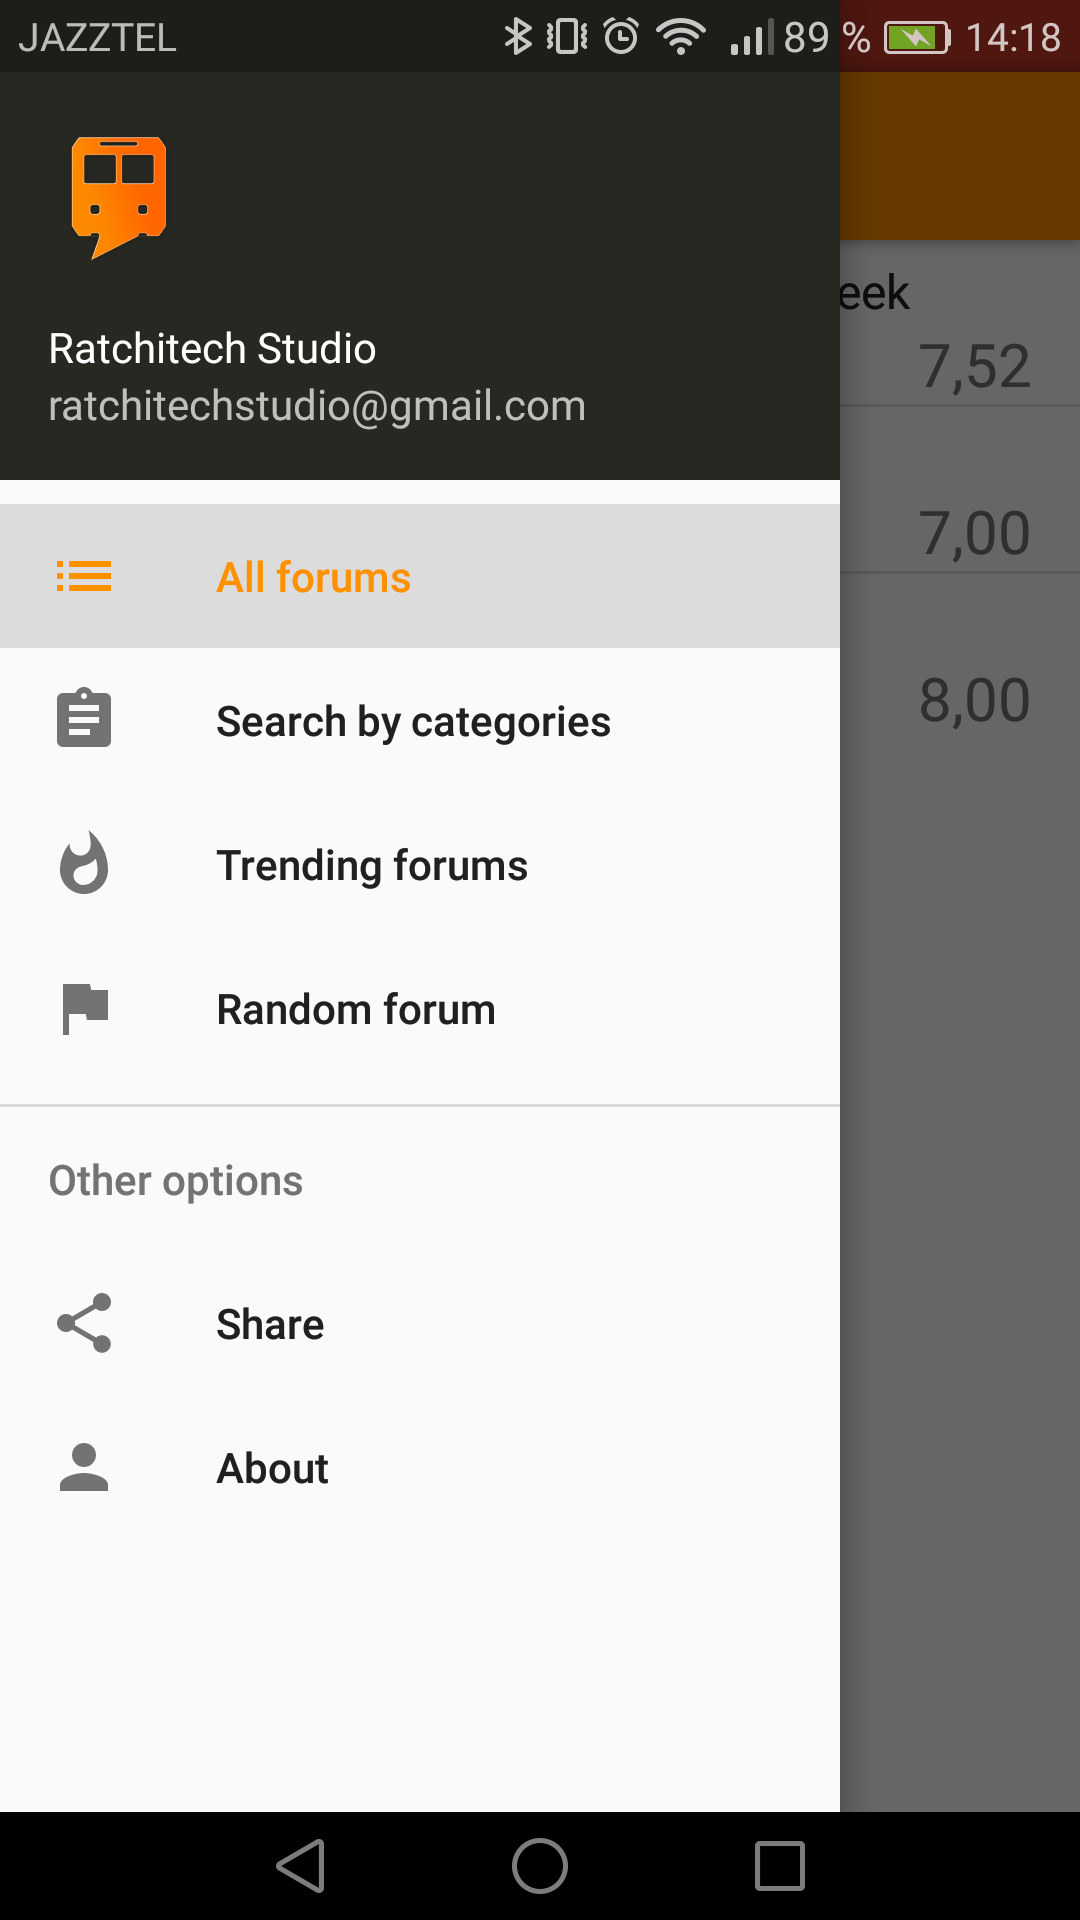 JAZZTEL 89 % 14:18
Ratchitech Studio
ratchitechstudio@gmail.com
eek
7,52
7,00
8,00
All forums
Search by categories
Trending forums
Random forum
Other options
Share
About